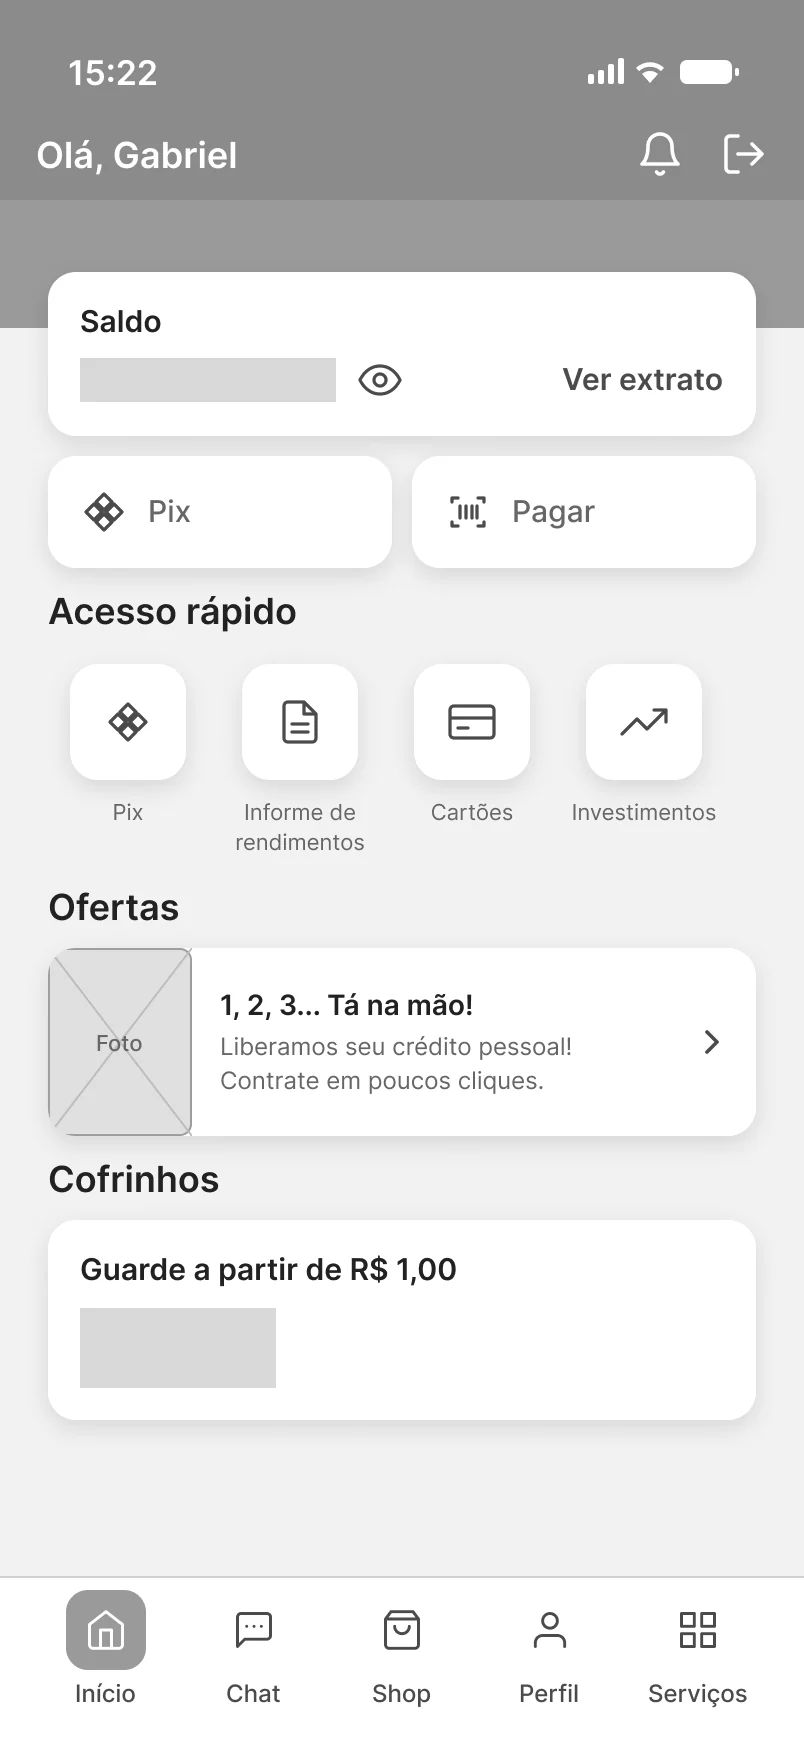 15:22
Olá, Gabriel
Saldo
Ver extrato
Pix
Pagar
Acesso rápido
Pix
Informe de
rendimentos
Cartões
Investimentos
Ofertas
Foto
1, 2, 3... Tá na mão!
Liberamos seu crédito pessoal!
Contrate em poucos cliques.
Cofrinhos
Guarde a partir de R$ 1,00
Início
Chat
Shop
Perfil
Serviços